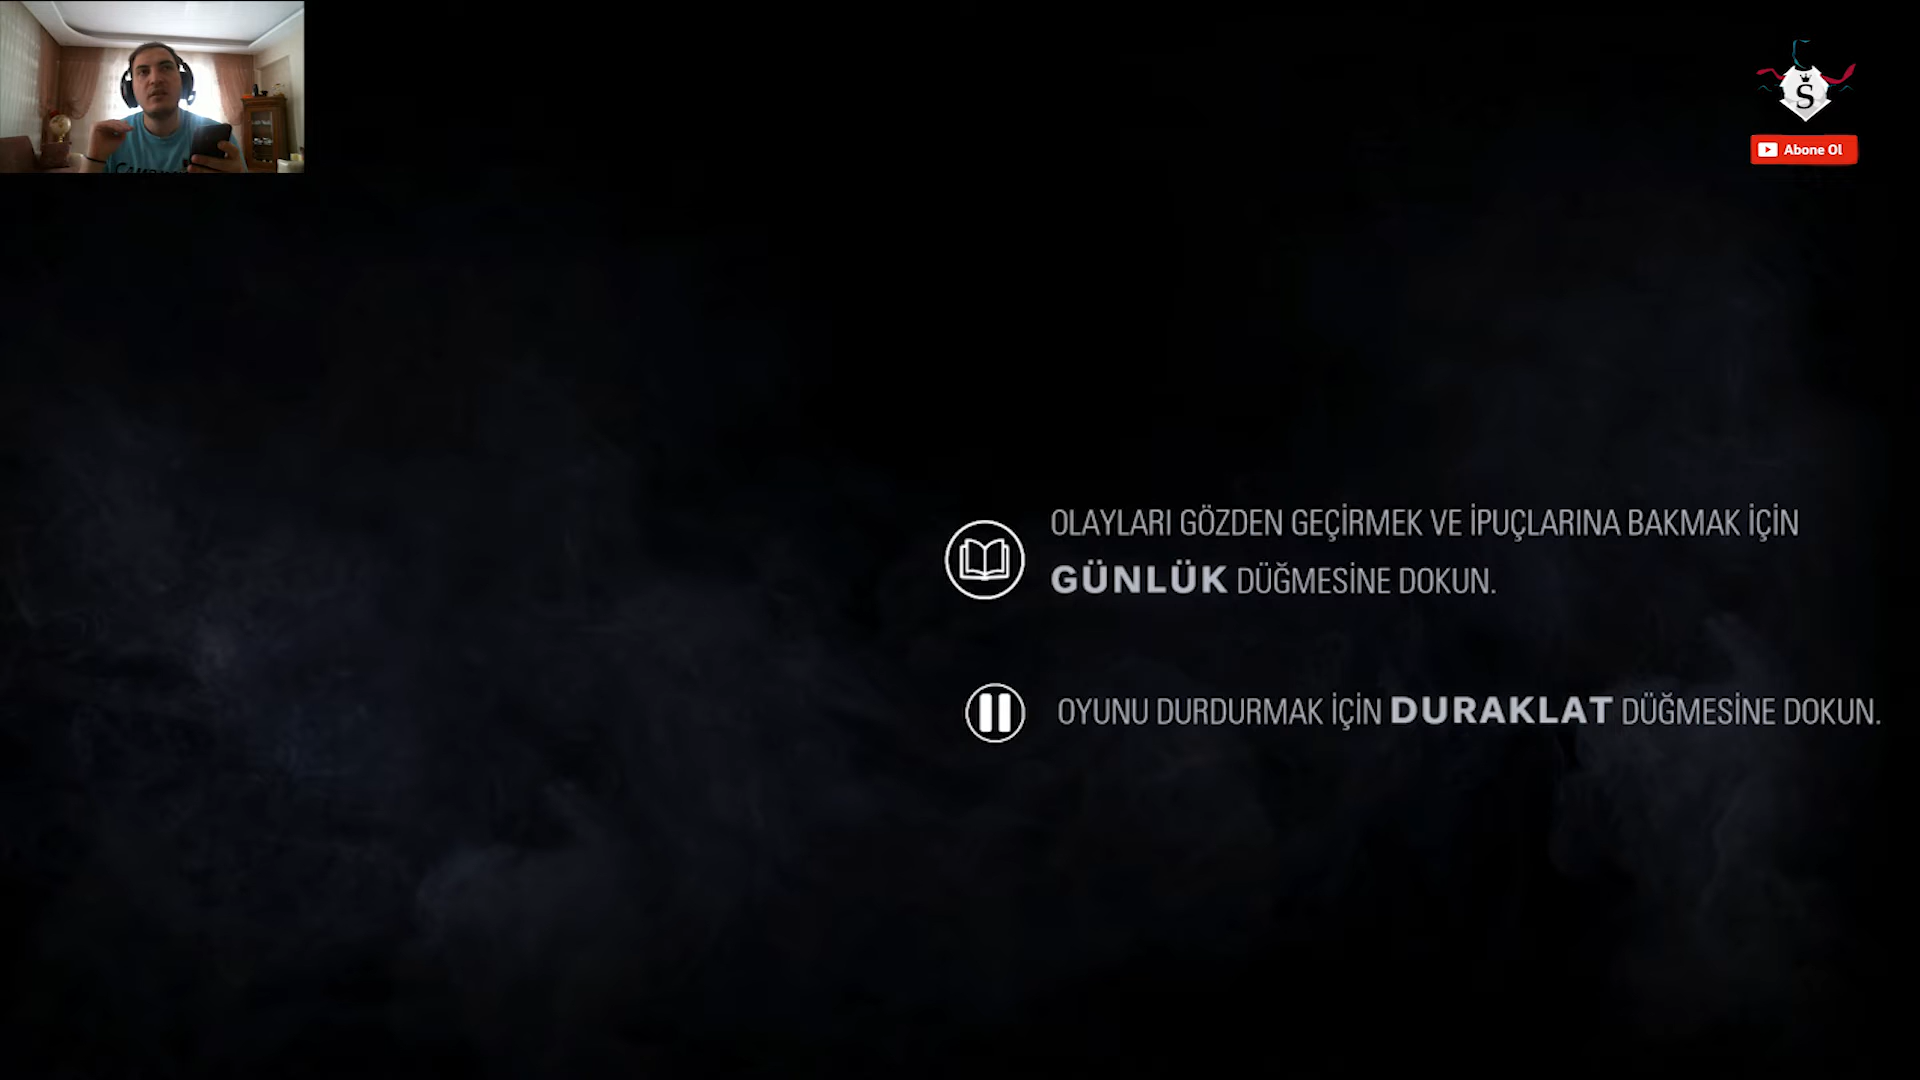 S
Abone Ol
OLAYLARI GÖZDEN GEÇİRMEK VE İPUÇLARINA BAKMAK İÇİN
GÜNLÜK DÜĞMESİNE DOKUN.
OYUNU DURDURMAK İÇİN DURAKLAT DÜĞMESİNE DOKUN.